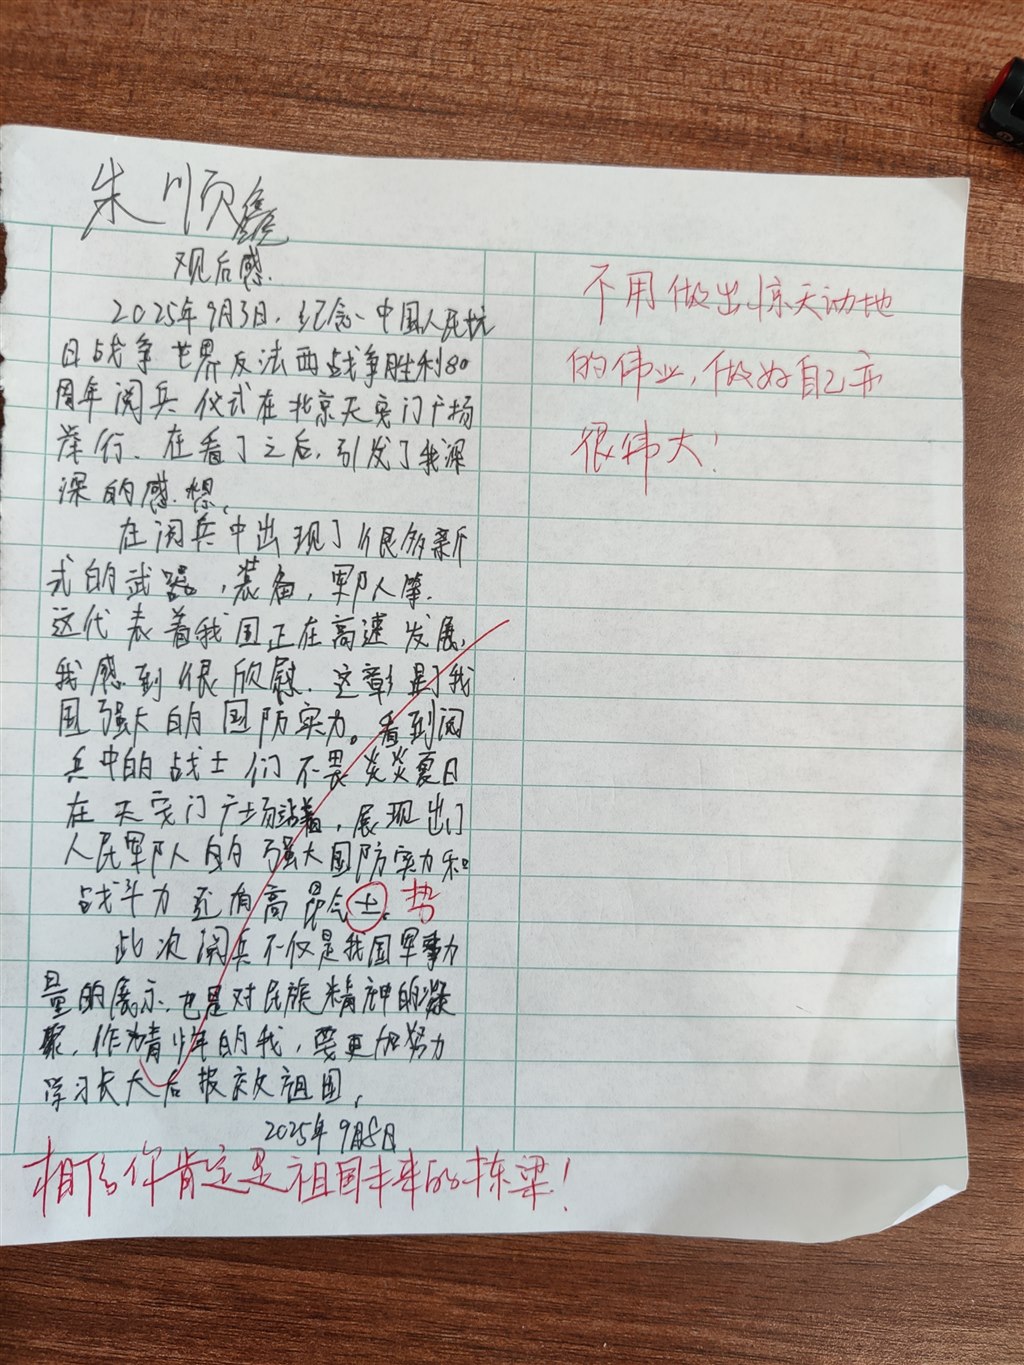 朱顺鑫
观后感.
2025年9月3日.纪念中国人民抗
日战争世界反法西战争胜利80
周年阅兵仪式在北京天安门广场
举行.在看了之后,引发了我深
深的感想,
在阅兵中出现了很多新
式的武器,装备,军队人等.
这代表着我国正在高速发展,
我感到很欣慰.这彰显了我
国强大的国防实力。看到阅
兵中的战士们不畏炎炎夏日
在天安门广场站着,展现出了
人民军队的强大国防实力和
战斗力还有高昂气士。势
此次阅兵不仅是我国军事力
量的展示.也是对民族精神的凝
聚.作为青少年的我,要更加努力
学习长大后报效祖国,
2025年9月8日
相信你肯定是祖国未来的栋梁!
不用做出惊天动地
的伟业,做好自己亦
很伟大!